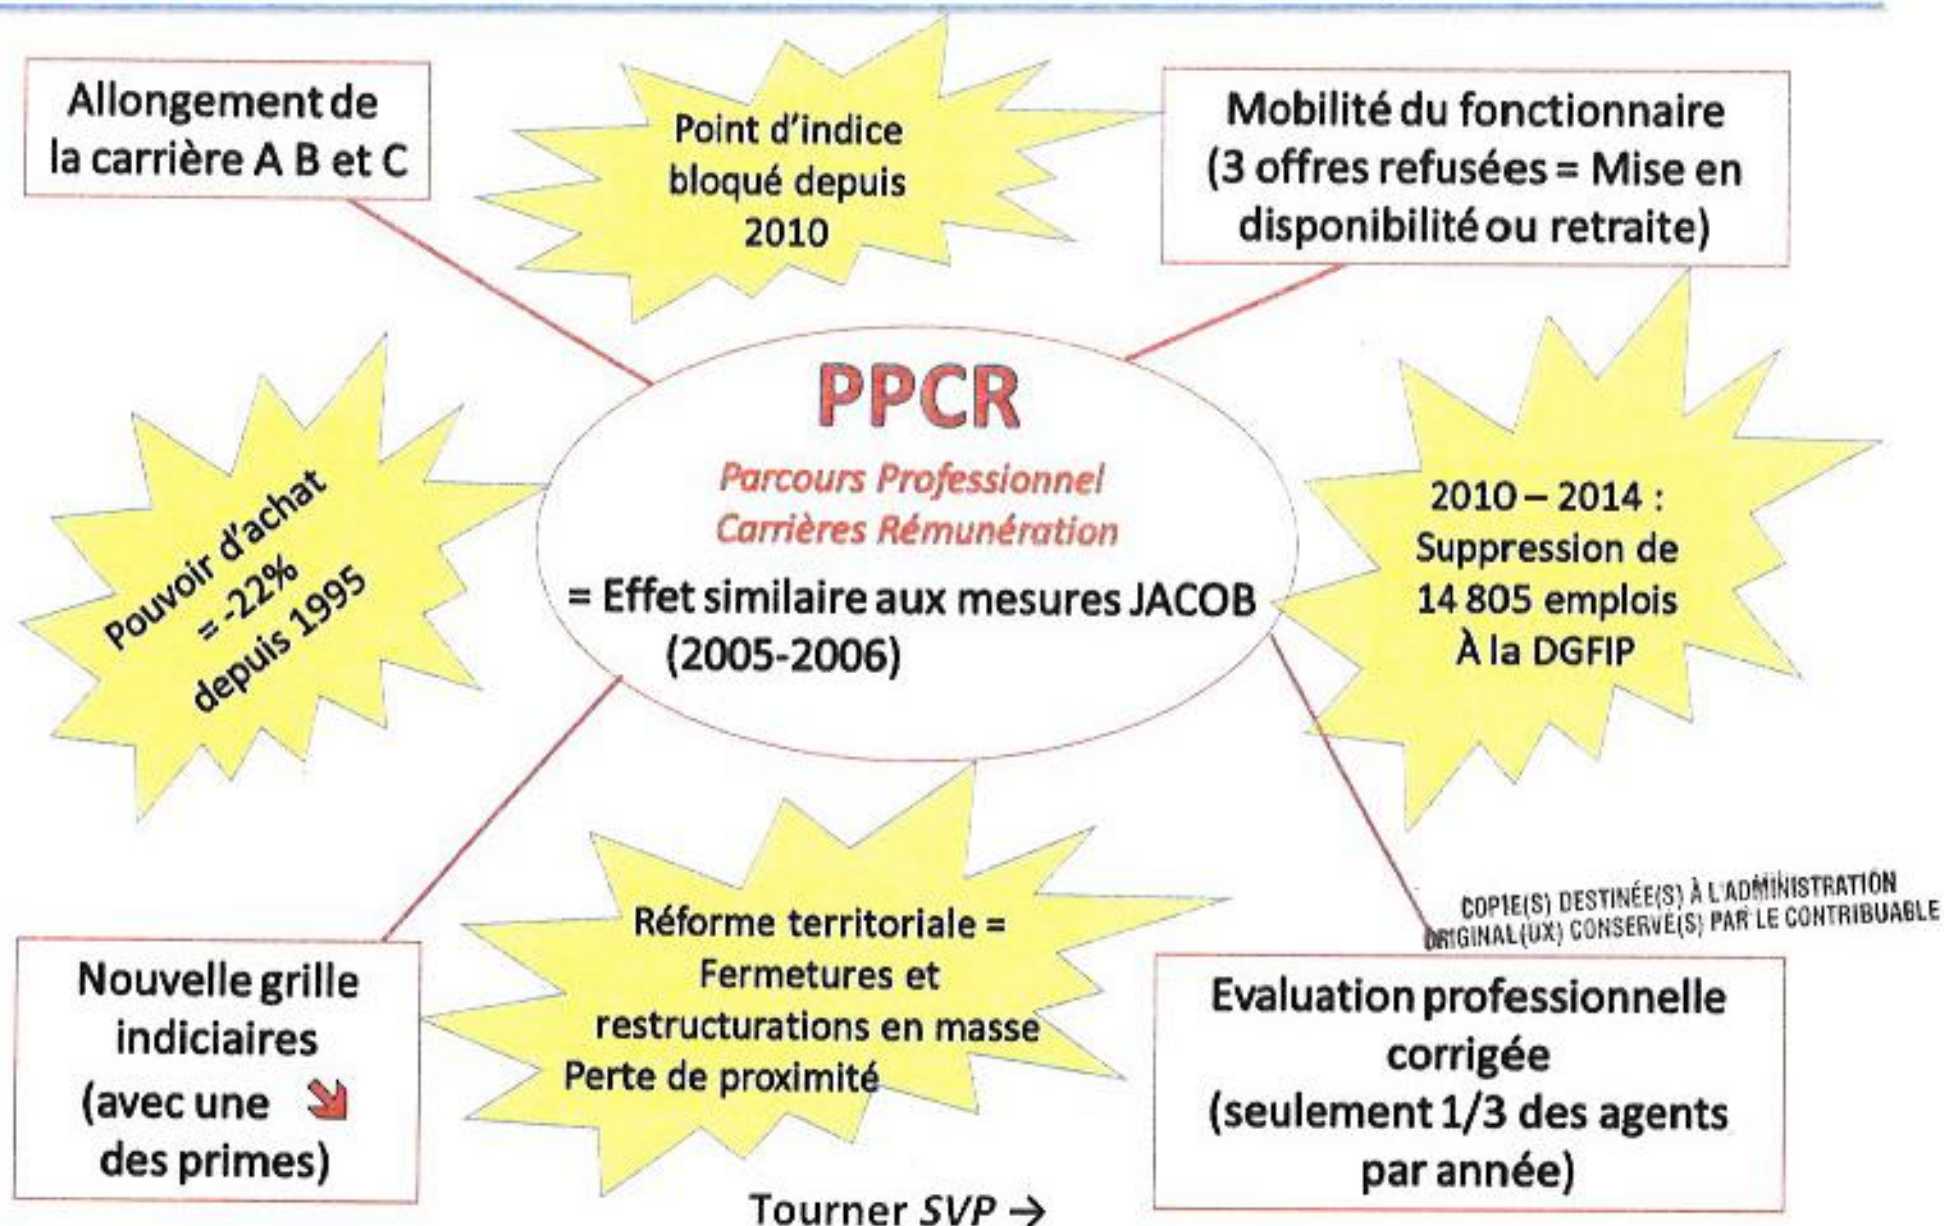 Allongement de
la carrière A B et C
Point d'indice
bloqué depuis
2010
Mobilité du fonctionnaire
(3 offres refusées = Mise en
disponibilité ou retraite)
PPCR
Parcours Professionnel
Carrières Rémunération
= Effet similaire aux mesures JACOB
(2005-2006)
Pouvoir d'achat
= -22%
depuis 1995
2010 – 2014 :
Suppression de
14 805 emplois
À la DGFIP
COPIE(S) DESTINÉE(S) À L'ADMINISTRATION
ORIGINAL(UX) CONSERVÉ(S) PAR LE CONTRIBUABLE
Nouvelle grille
indiciaires
(avec une ↘
des primes)
Réforme territoriale =
Fermetures et
restructurations en masse
Perte de proximité
Evaluation professionnelle
corrigée
(seulement 1/3 des agents
par année)
Tourner SVP →